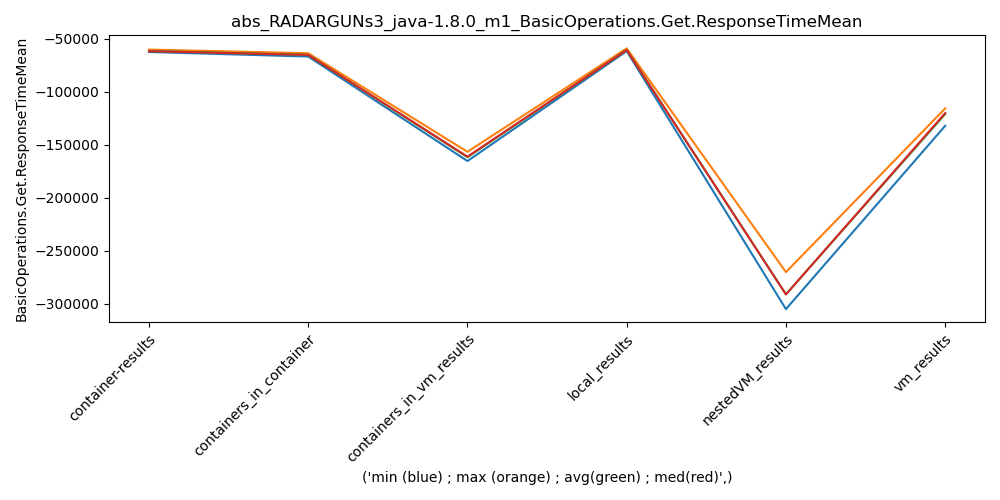 abs_RADARGUNs3_java-1.8.0_m1_BasicOperations.Get.ResponseTimeMean
BasicOperations.Get.ResponseTimeMean
−50000
−100000
−150000
−200000
−250000
−300000
container-results
containers_in_container
containers_in_vm_results
local_results
nestedVM_results
vm_results
('min (blue) ; max (orange) ; avg(green) ; med(red)',)